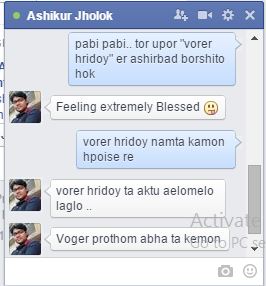 Ashikur Jholok
pabi pabi.. tor upor "vorer
hridoy" er ashirbad borshito
hok
Feeling extremely Blessed
vorer hridoy namta kamon
hpoise re
vorer hridoy ta aktu aelomelo
laglo ..
Voger prothom abha ta kemon
Activate
Go to PC se